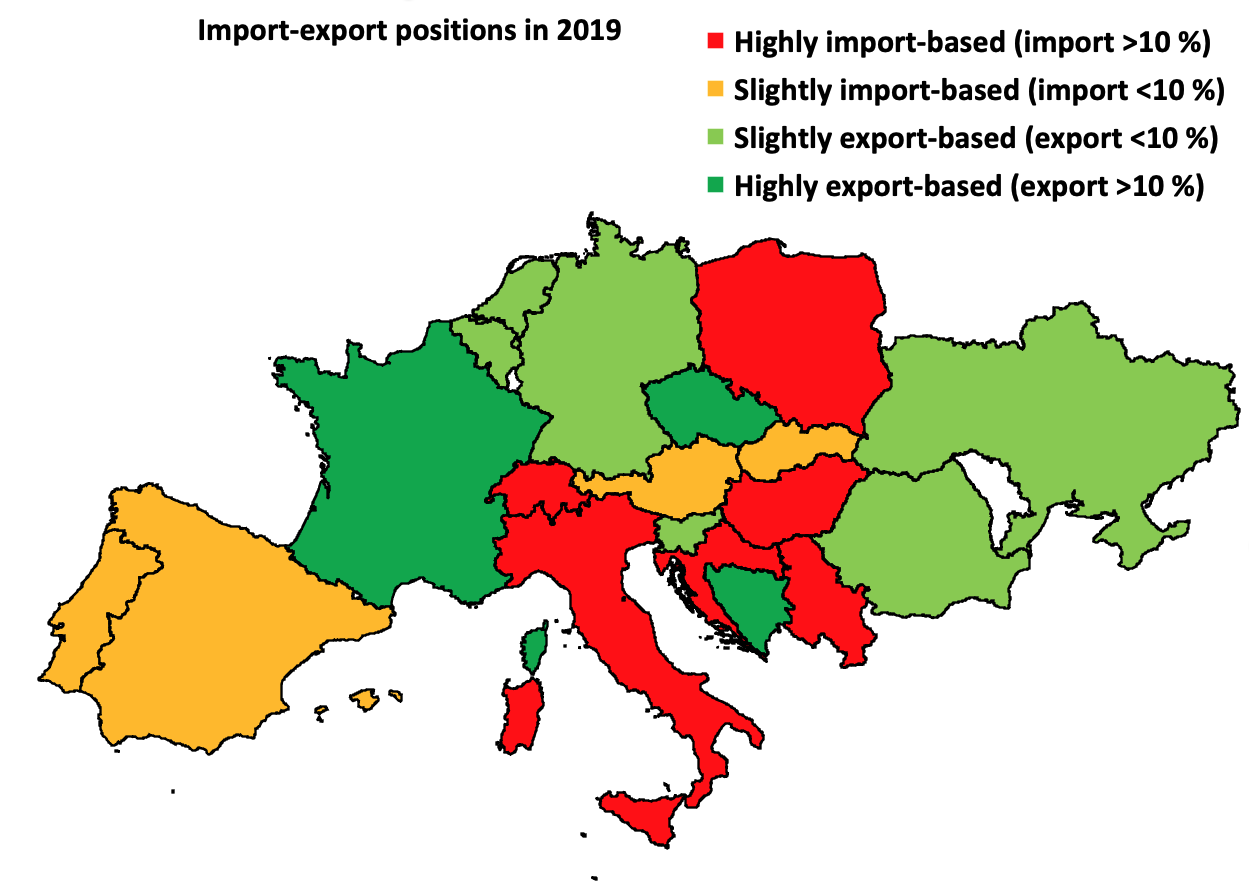 Import-export positions in 2019
Highly import-based (import >10 %)
Slightly import-based (import <10 %)
Slightly export-based (export <10 %)
Highly export-based (export >10 %)